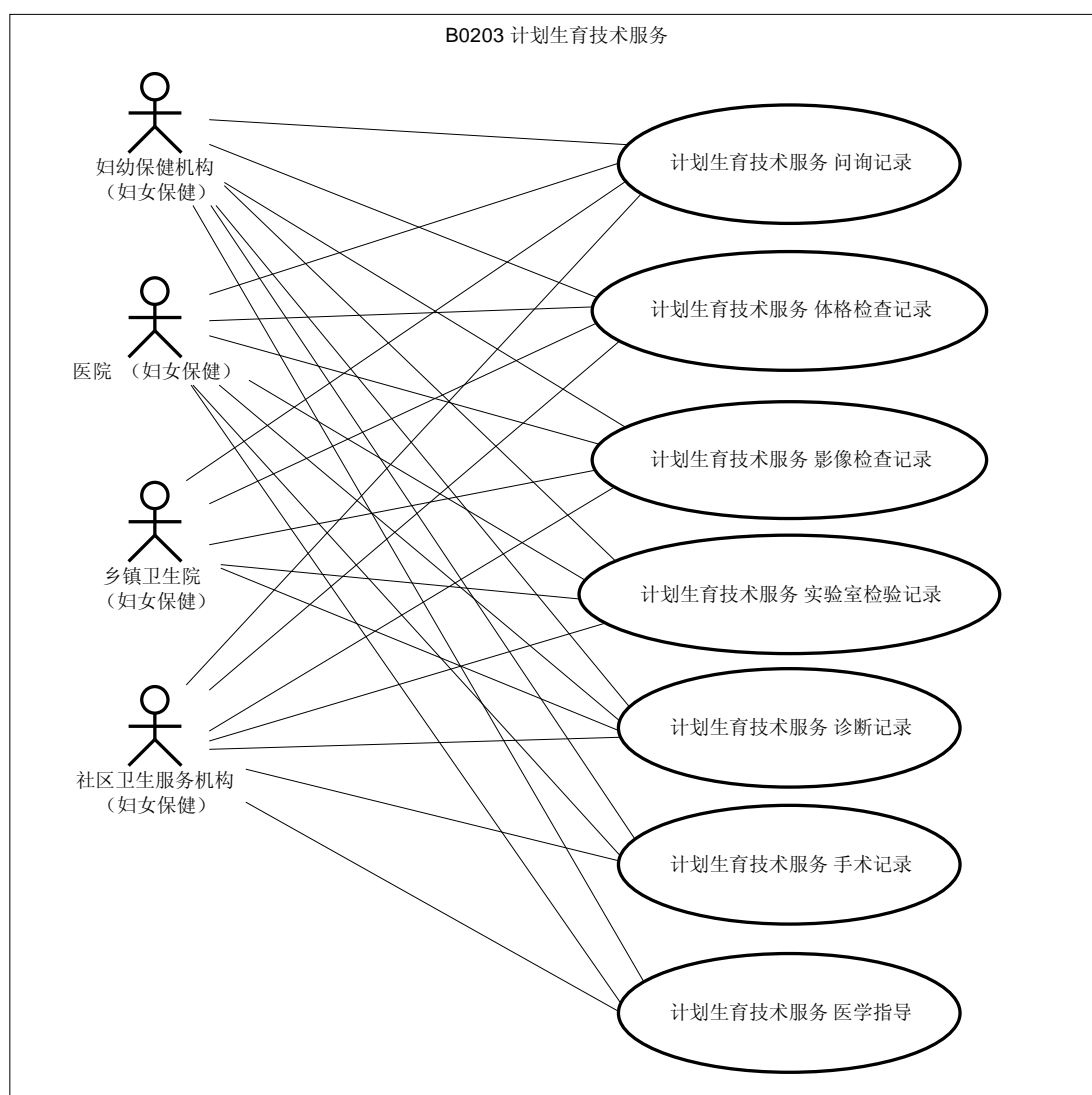 B0203 计划生育技术服务
妇幼保健机构
（妇女保健）
医院 （妇女保健）
乡镇卫生院
（妇女保健）
社区卫生服务机构
（妇女保健）
计划生育技术服务 问询记录
计划生育技术服务 体格检查记录
计划生育技术服务 影像检查记录
计划生育技术服务 实验室检验记录
计划生育技术服务 诊断记录
计划生育技术服务 手术记录
计划生育技术服务 医学指导